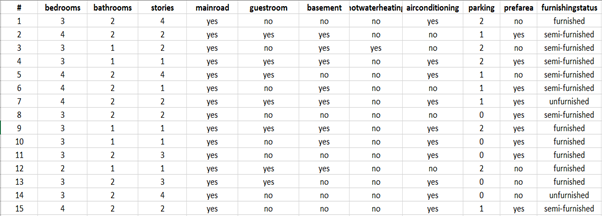 # bedrooms bathrooms stories mainroad guestroom basement hotwaterheating airconditioning parking prefarea furnishingstatus
1 3 2 4 yes no no no yes 2 no furnished
2 4 2 2 yes yes yes no no 1 yes semi-furnished
3 3 1 2 yes no yes yes no 2 no semi-furnished
4 3 1 1 yes yes yes no yes 2 yes semi-furnished
5 4 2 4 yes yes no no yes 1 no semi-furnished
6 4 2 1 yes no yes no yes 1 yes semi-furnished
7 4 2 2 yes yes yes no yes 1 yes unfurnished
8 3 2 2 yes no no no no 0 yes semi-furnished
9 3 1 1 yes yes yes no yes 2 yes furnished
10 3 1 1 yes no yes no yes 0 yes furnished
11 3 2 3 yes no no no yes 0 yes furnished
12 2 1 1 yes yes yes no yes 2 no furnished
13 3 2 3 yes yes no no yes 0 no furnished
14 3 2 4 yes no no no yes 0 no unfurnished
15 4 2 2 yes no no no yes 1 yes semi-furnished